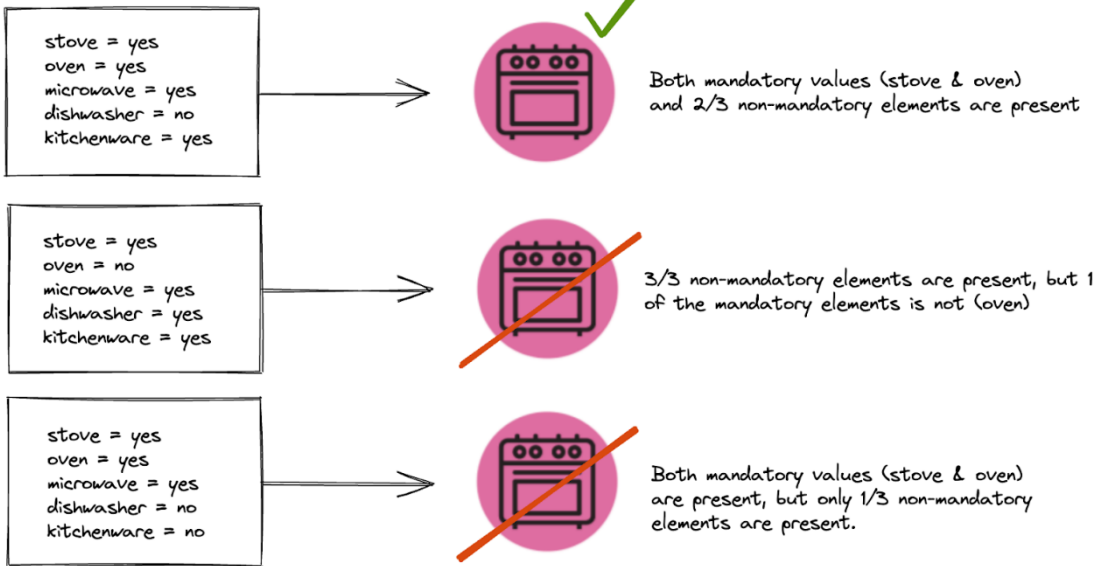 stove = yes
oven = yes
microwave = yes
dishwasher = no
kitchenware = yes
Both mandatory values (stove & oven)
and 2/3 non-mandatory elements are present
stove = yes
oven = no
microwave = yes
dishwasher = yes
kitchenware = yes
3/3 non-mandatory elements are present, but 1
of the mandatory elements is not (oven)
stove = yes
oven = yes
microwave = yes
dishwasher = no
kitchenware = no
Both mandatory values (stove & oven)
are present, but only 1/3 non-mandatory
elements are present.